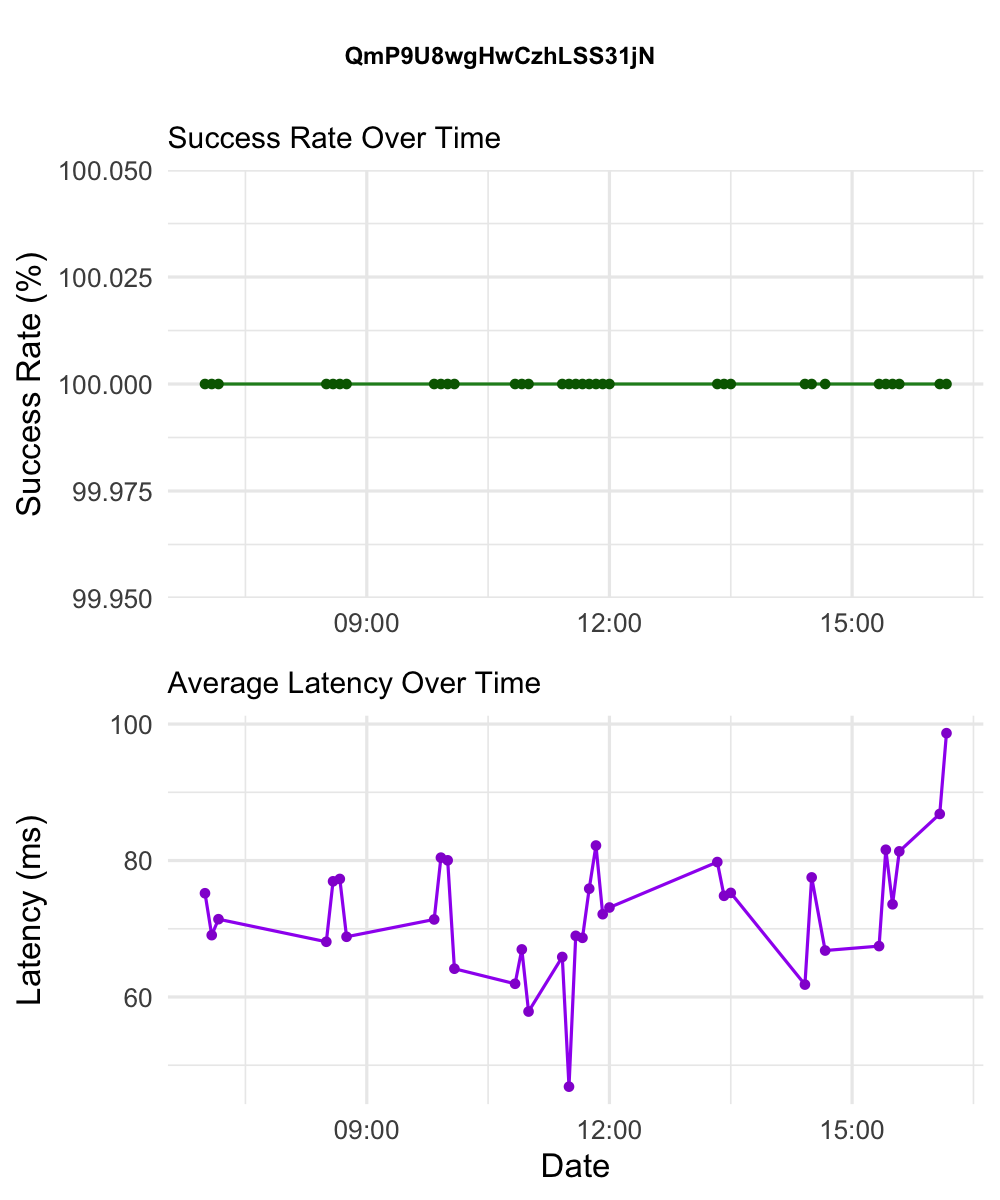 QmP9U8wgHwCzhLSS31jN
Success Rate Over Time
100.050
100.025
100.000
99.975
99.950
Success Rate (%)
09:00 12:00 15:00
Average Latency Over Time
100
80
60
Latency (ms)
09:00 12:00 15:00
Date